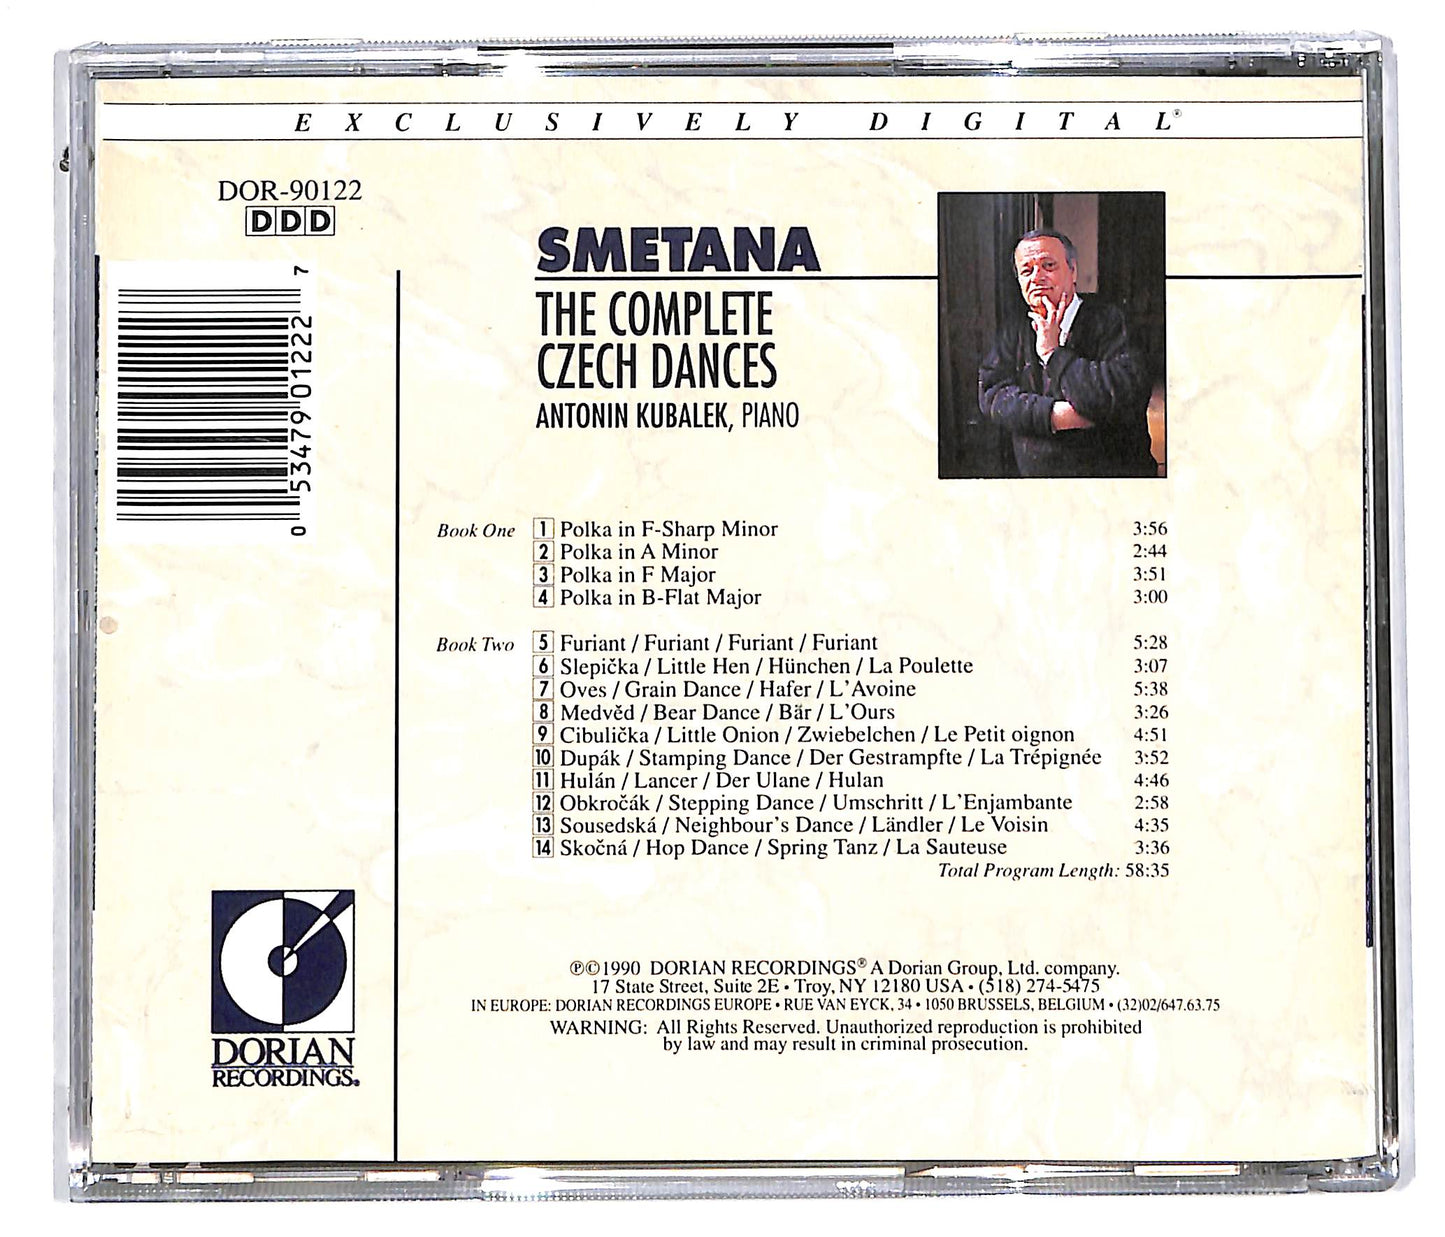 EXCLUSIVELY DIGITAL®
DOR-90122
DDD
0 53479 01222 7
SMETANA
THE COMPLETE
CZECH DANCES
ANTONIN KUBALEK, PIANO
Book One 1 Polka in F-Sharp Minor 3:56
2 Polka in A Minor 2:44
3 Polka in F Major 3:51
4 Polka in B-Flat Major 3:00
Book Two 5 Furiant / Furiant / Furiant / Furiant 5:28
6 Slepička / Little Hen / Hünchen / La Poulette 3:07
7 Oves / Grain Dance / Hafer / L'Avoine 5:38
8 Medvěd / Bear Dance / Bär / L'Ours 3:26
9 Cibulička / Little Onion / Zwiebelchen / Le Petit oignon 4:51
10 Dupák / Stamping Dance / Der Gestrampfte / La Trépignée 3:52
11 Hulán / Lancer / Der Ulane / Hulan 4:46
12 Obkročák / Stepping Dance / Umschritt / L'Enjambante 2:58
13 Sousedská / Neighbour's Dance / Ländler / Le Voisin 4:35
14 Skočná / Hop Dance / Spring Tanz / La Sauteuse 3:36
Total Program Length: 58:35
℗©1990 DORIAN RECORDINGS® A Dorian Group, Ltd. company.
17 State Street, Suite 2E • Troy, NY 12180 USA • (518) 274-5475
IN EUROPE: DORIAN RECORDINGS EUROPE • RUE VAN EYCK, 34 • 1050 BRUSSELS, BELGIUM • (32)02/647.63.75
WARNING: All Rights Reserved. Unauthorized reproduction is prohibited
by law and may result in criminal prosecution.
DORIAN
RECORDINGS®